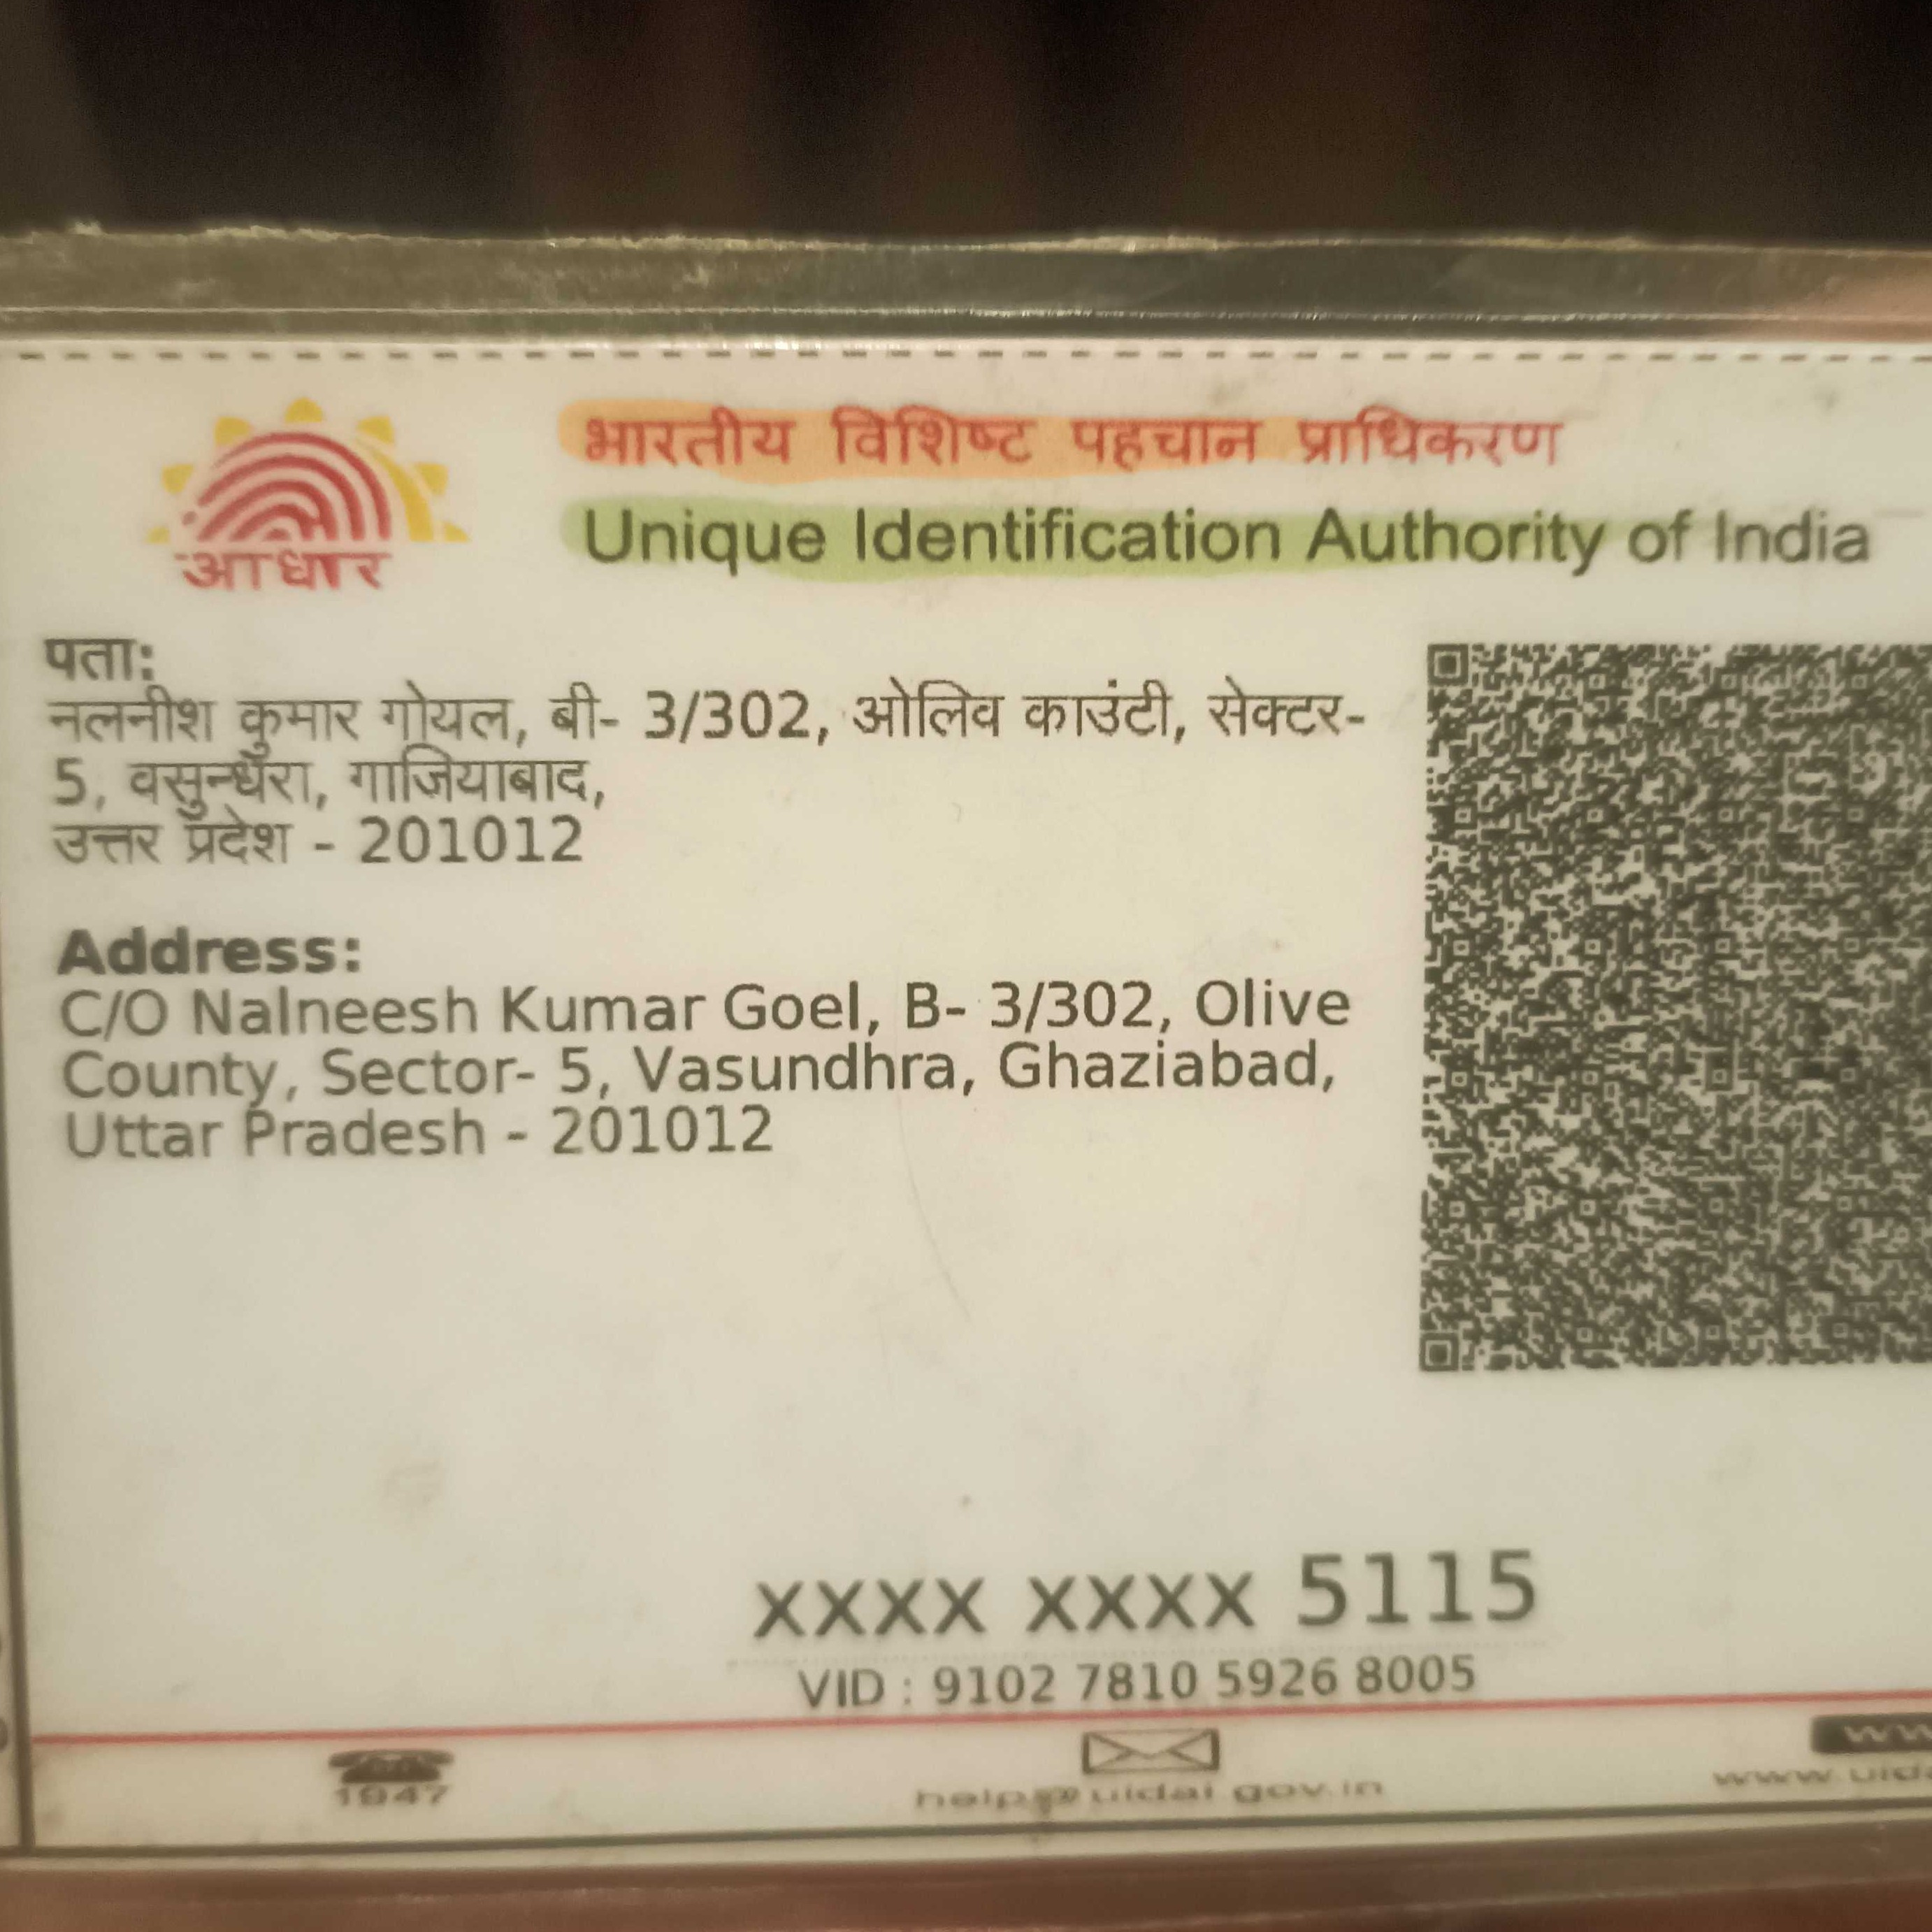 आधार
भारतीय विशिष्ट पहचान प्राधिकरण
Unique Identification Authority of India
पता:
नलनीश कुमार गोयल, बी- 3/302, ओलिव काउंटी, सेक्टर-
5, वसुन्धरा, गाजियाबाद,
उत्तर प्रदेश - 201012
Address:
C/O Nalneesh Kumar Goel, B- 3/302, Olive
County, Sector- 5, Vasundhra, Ghaziabad,
Uttar Pradesh - 201012
xxxx xxxx 5115
VID : 9102 7810 5926 8005
1947
help@uidai.gov.in